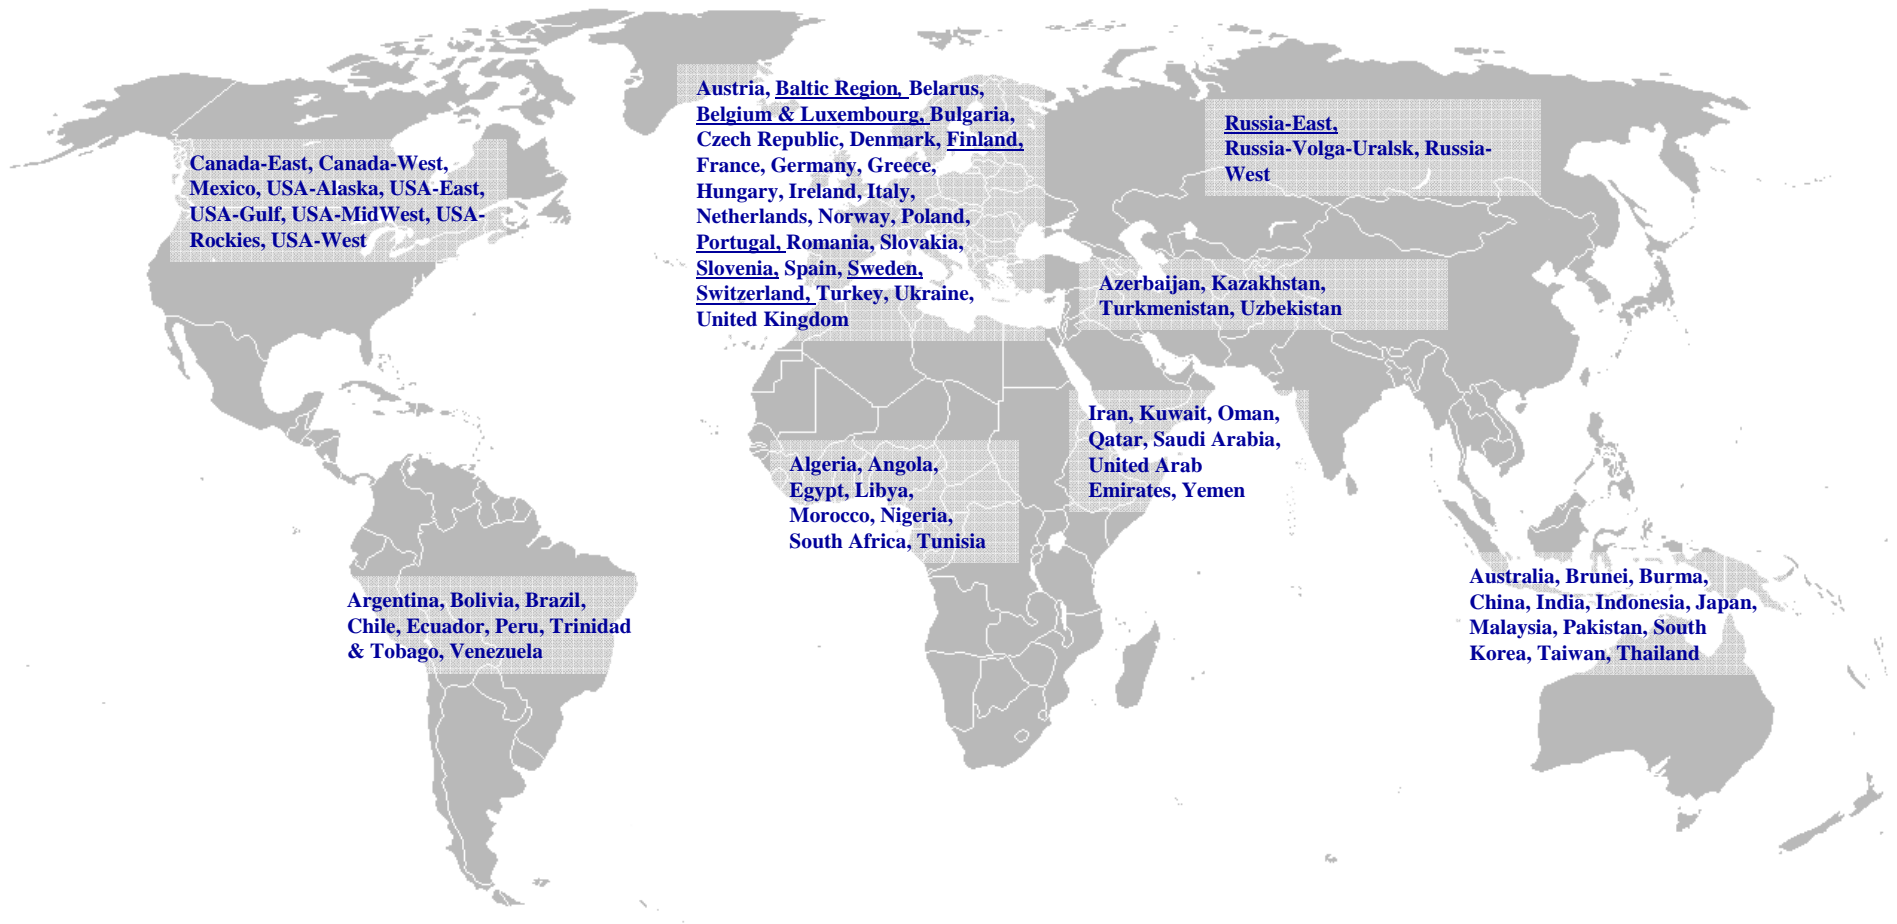 Canada-East, Canada-West,
Mexico, USA-Alaska, USA-East,
USA-Gulf, USA-MidWest, USA-
Rockies, USA-West
Austria, Baltic Region, Belarus,
Belgium & Luxembourg, Bulgaria,
Czech Republic, Denmark, Finland,
France, Germany, Greece,
Hungary, Ireland, Italy,
Netherlands, Norway, Poland,
Portugal, Romania, Slovakia,
Slovenia, Spain, Sweden,
Switzerland, Turkey, Ukraine,
United Kingdom
Russia-East,
Russia-Volga-Uralsk, Russia-
West
Azerbaijan, Kazakhstan,
Turkmenistan, Uzbekistan
Iran, Kuwait, Oman,
Qatar, Saudi Arabia,
United Arab
Emirates, Yemen
Algeria, Angola,
Egypt, Libya,
Morocco, Nigeria,
South Africa, Tunisia
Argentina, Bolivia, Brazil,
Chile, Ecuador, Peru, Trinidad
& Tobago, Venezuela
Australia, Brunei, Burma,
China, India, Indonesia, Japan,
Malaysia, Pakistan, South
Korea, Taiwan, Thailand